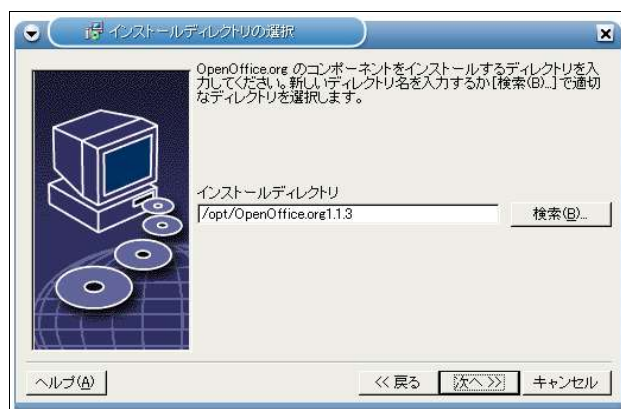 インストールディレクトリの選択
OpenOffice.org のコンポーネントをインストールするディレクトリを入
力してください。新しいディレクトリ名を入力するか[検索(B)...]で適切
なディレクトリを選択します。
インストールディレクトリ
/opt/OpenOffice.org1.1.3
検索(B)...
ヘルプ(A)
<< 戻る
次へ >>
キャンセル